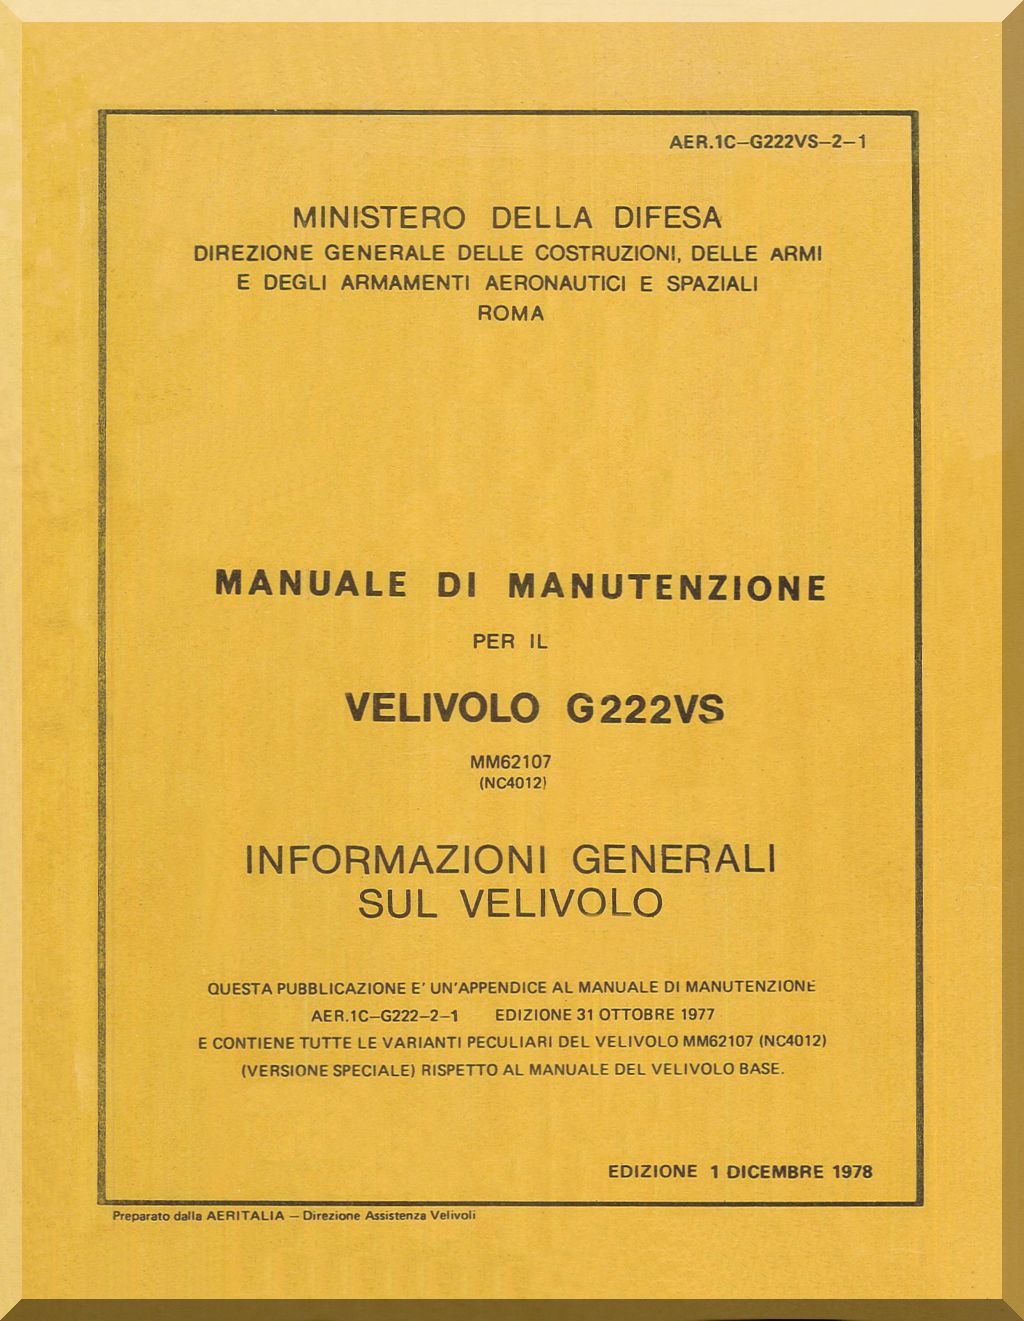 AER.1C–G222VS–2–1
MINISTERO DELLA DIFESA
DIREZIONE GENERALE DELLE COSTRUZIONI, DELLE ARMI
E DEGLI ARMAMENTI AERONAUTICI E SPAZIALI
ROMA
MANUALE DI MANUTENZIONE
PER IL
VELIVOLO G222VS
MM62107
(NC4012)
INFORMAZIONI GENERALI
SUL VELIVOLO
QUESTA PUBBLICAZIONE E' UN'APPENDICE AL MANUALE DI MANUTENZIONE
AER.1C–G222–2–1 EDIZIONE 31 OTTOBRE 1977
E CONTIENE TUTTE LE VARIANTI PECULIARI DEL VELIVOLO MM62107 (NC4012)
(VERSIONE SPECIALE) RISPETTO AL MANUALE DEL VELIVOLO BASE.
EDIZIONE 1 DICEMBRE 1978
Preparato dalla AERITALIA – Direzione Assistenza Velivoli